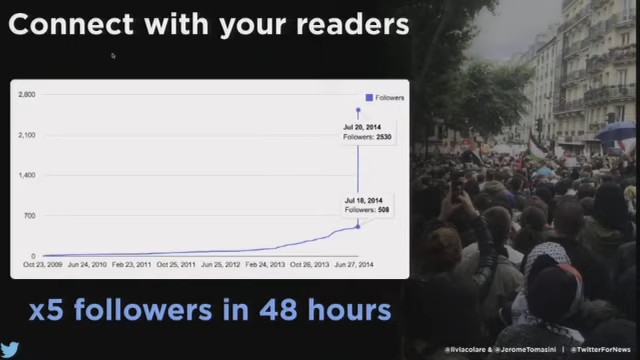 Connect with your readers
2,800
2,100
1,400
700
0
Followers
Jul 20, 2014
Followers: 2530
Jul 18, 2014
Followers: 508
Oct 23, 2009
Jun 24, 2010
Feb 23, 2011
Oct 25, 2011
Jun 25, 2012
Feb 24, 2013
Oct 26, 2013
Jun 27, 2014
x5 followers in 48 hours
@liviacolare & @JeromeTomasini | @TwitterForNews